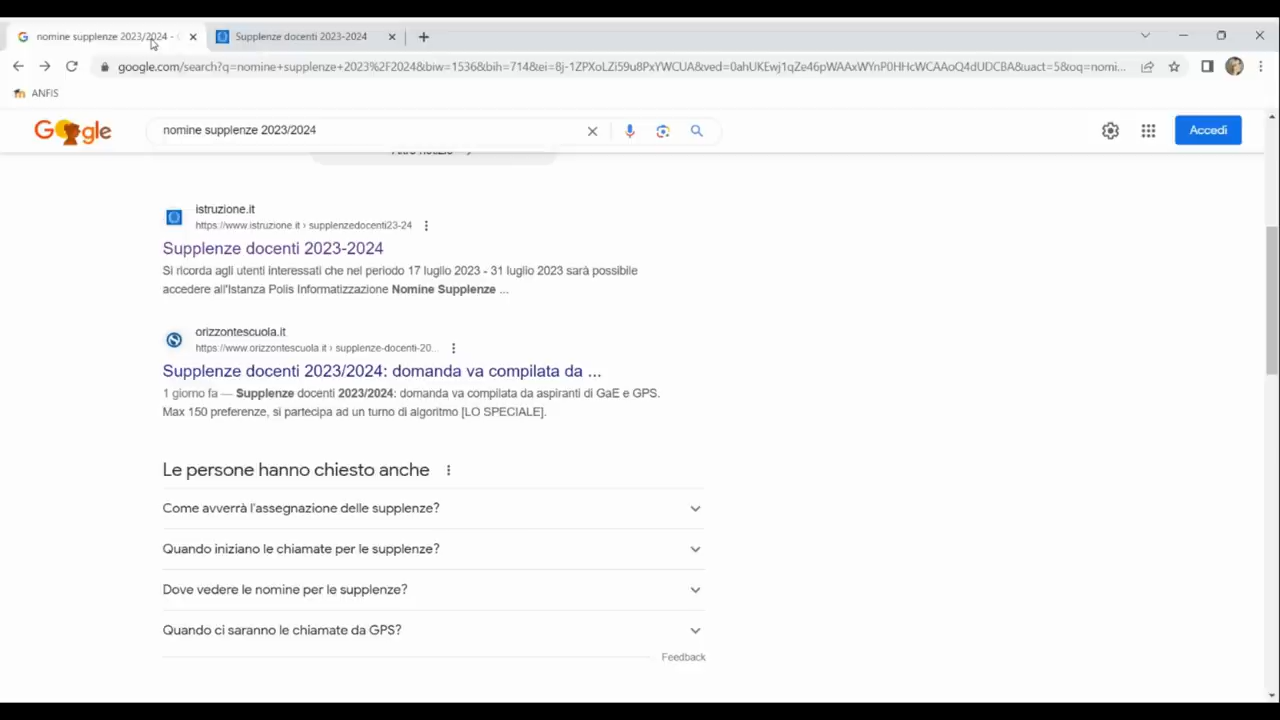 nomine supplenze 2023/2024 -
Supplenze docenti 2023-2024
google.com/search?q=nomine+supplenze+2023%2F2024&biw=1536&bih=714&ei=8j-1ZPXoLZi59u8PxYWCUA&ved=0ahUKEwj1qZe46pWAAxWYnP0HHcWCAAoQ4dUDCBA&uact=5&oq=nomi...
ANFIS
Google
nomine supplenze 2023/2024
Accedi
Altre notizie
istruzione.it
https://www.istruzione.it › supplenzedocenti23-24
Supplenze docenti 2023-2024
Si ricorda agli utenti interessati che nel periodo 17 luglio 2023 - 31 luglio 2023 sarà possibile
accedere all'Istanza Polis Informatizzazione Nomine Supplenze ...
orizzontescuola.it
https://www.orizzontescuola.it › supplenze-docenti-20...
Supplenze docenti 2023/2024: domanda va compilata da ...
1 giorno fa — Supplenze docenti 2023/2024: domanda va compilata da aspiranti di GaE e GPS.
Max 150 preferenze, si partecipa ad un turno di algoritmo [LO SPECIALE].
Le persone hanno chiesto anche
Come avverrà l'assegnazione delle supplenze?
Quando iniziano le chiamate per le supplenze?
Dove vedere le nomine per le supplenze?
Quando ci saranno le chiamate da GPS?
Feedback